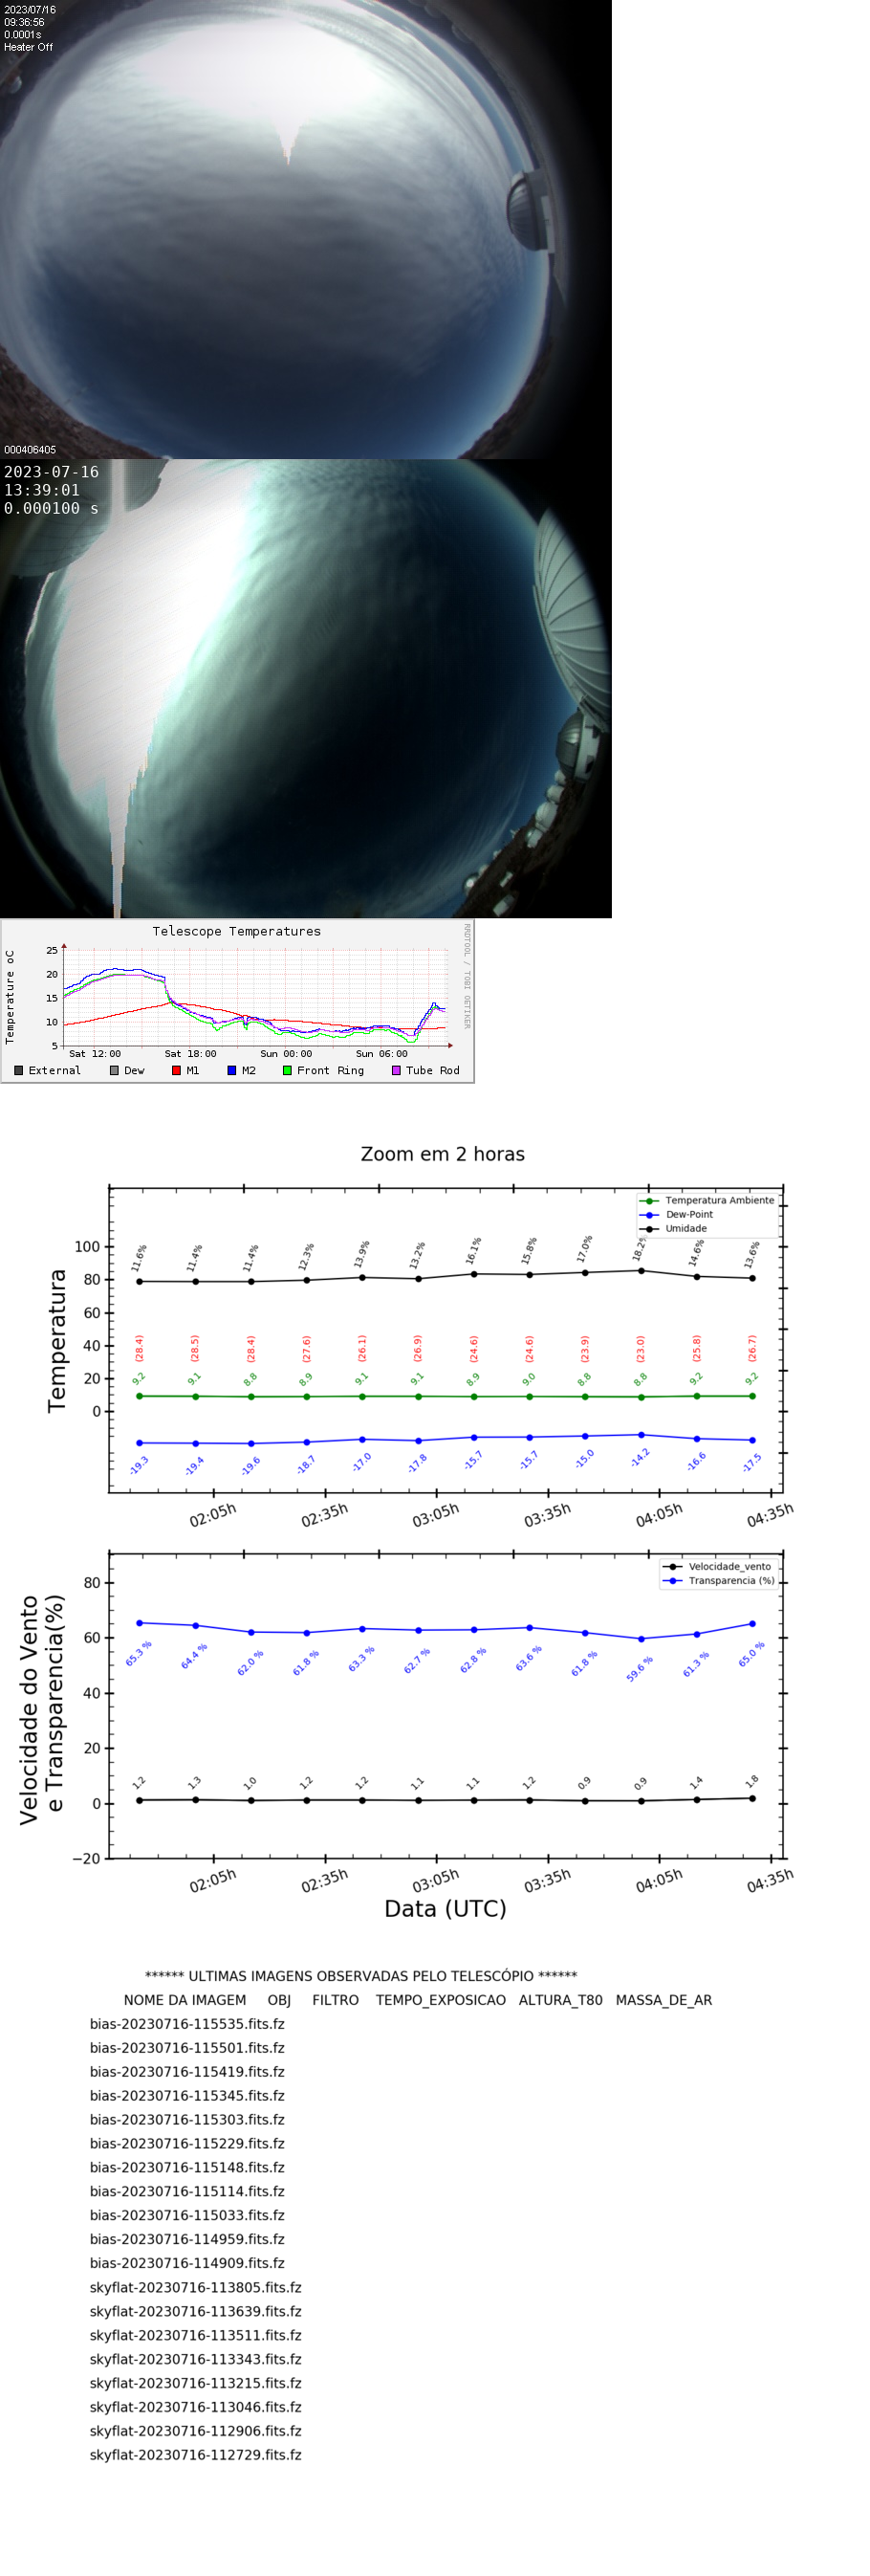 2023/07/16
09:36:56
0.0001s
Heater Off
000406405
2023-07-16
13:39:01
0.000100 s
Telescope Temperatures
RRDTOOL / TOBI OETIKER
Temperature oC
25
20
15
10
5
Sat 12:00 Sat 18:00 Sun 00:00 Sun 06:00
External Dew M1 M2 Front Ring Tube Rod
Zoom em 2 horas
Temperatura Ambiente
Dew-Point
Umidade
Temperatura
100
80
60
40
20
0
11.6% 11.4% 11.4% 12.3% 13.9% 13.2% 16.1% 15.8% 17.0% 18.2% 14.6% 13.6%
(28.4) (28.5) (28.4) (27.6) (26.1) (26.9) (24.6) (24.6) (23.9) (23.0) (25.8) (26.7)
9.2 9.1 8.8 8.9 9.1 9.1 8.9 9.0 8.8 8.8 9.2 9.2
-19.3 -19.4 -19.6 -18.7 -17.0 -17.8 -15.7 -15.7 -15.0 -14.2 -16.6 -17.5
02:05h 02:35h 03:05h 03:35h 04:05h 04:35h
Velocidade_vento
Transparencia (%)
Velocidade do Vento
e Transparencia(%)
80
60
40
20
0
−20
65.3 % 64.4 % 62.0 % 61.8 % 63.3 % 62.7 % 62.8 % 63.6 % 61.8 % 59.6 % 61.3 % 65.0 %
1.2 1.3 1.0 1.2 1.2 1.1 1.1 1.2 0.9 0.9 1.4 1.8
02:05h 02:35h 03:05h 03:35h 04:05h 04:35h
Data (UTC)
****** ULTIMAS IMAGENS OBSERVADAS PELO TELESCÓPIO ******
NOME DA IMAGEM OBJ FILTRO TEMPO_EXPOSICAO ALTURA_T80 MASSA_DE_AR
bias-20230716-115535.fits.fz
bias-20230716-115501.fits.fz
bias-20230716-115419.fits.fz
bias-20230716-115345.fits.fz
bias-20230716-115303.fits.fz
bias-20230716-115229.fits.fz
bias-20230716-115148.fits.fz
bias-20230716-115114.fits.fz
bias-20230716-115033.fits.fz
bias-20230716-114959.fits.fz
bias-20230716-114909.fits.fz
skyflat-20230716-113805.fits.fz
skyflat-20230716-113639.fits.fz
skyflat-20230716-113511.fits.fz
skyflat-20230716-113343.fits.fz
skyflat-20230716-113215.fits.fz
skyflat-20230716-113046.fits.fz
skyflat-20230716-112906.fits.fz
skyflat-20230716-112729.fits.fz